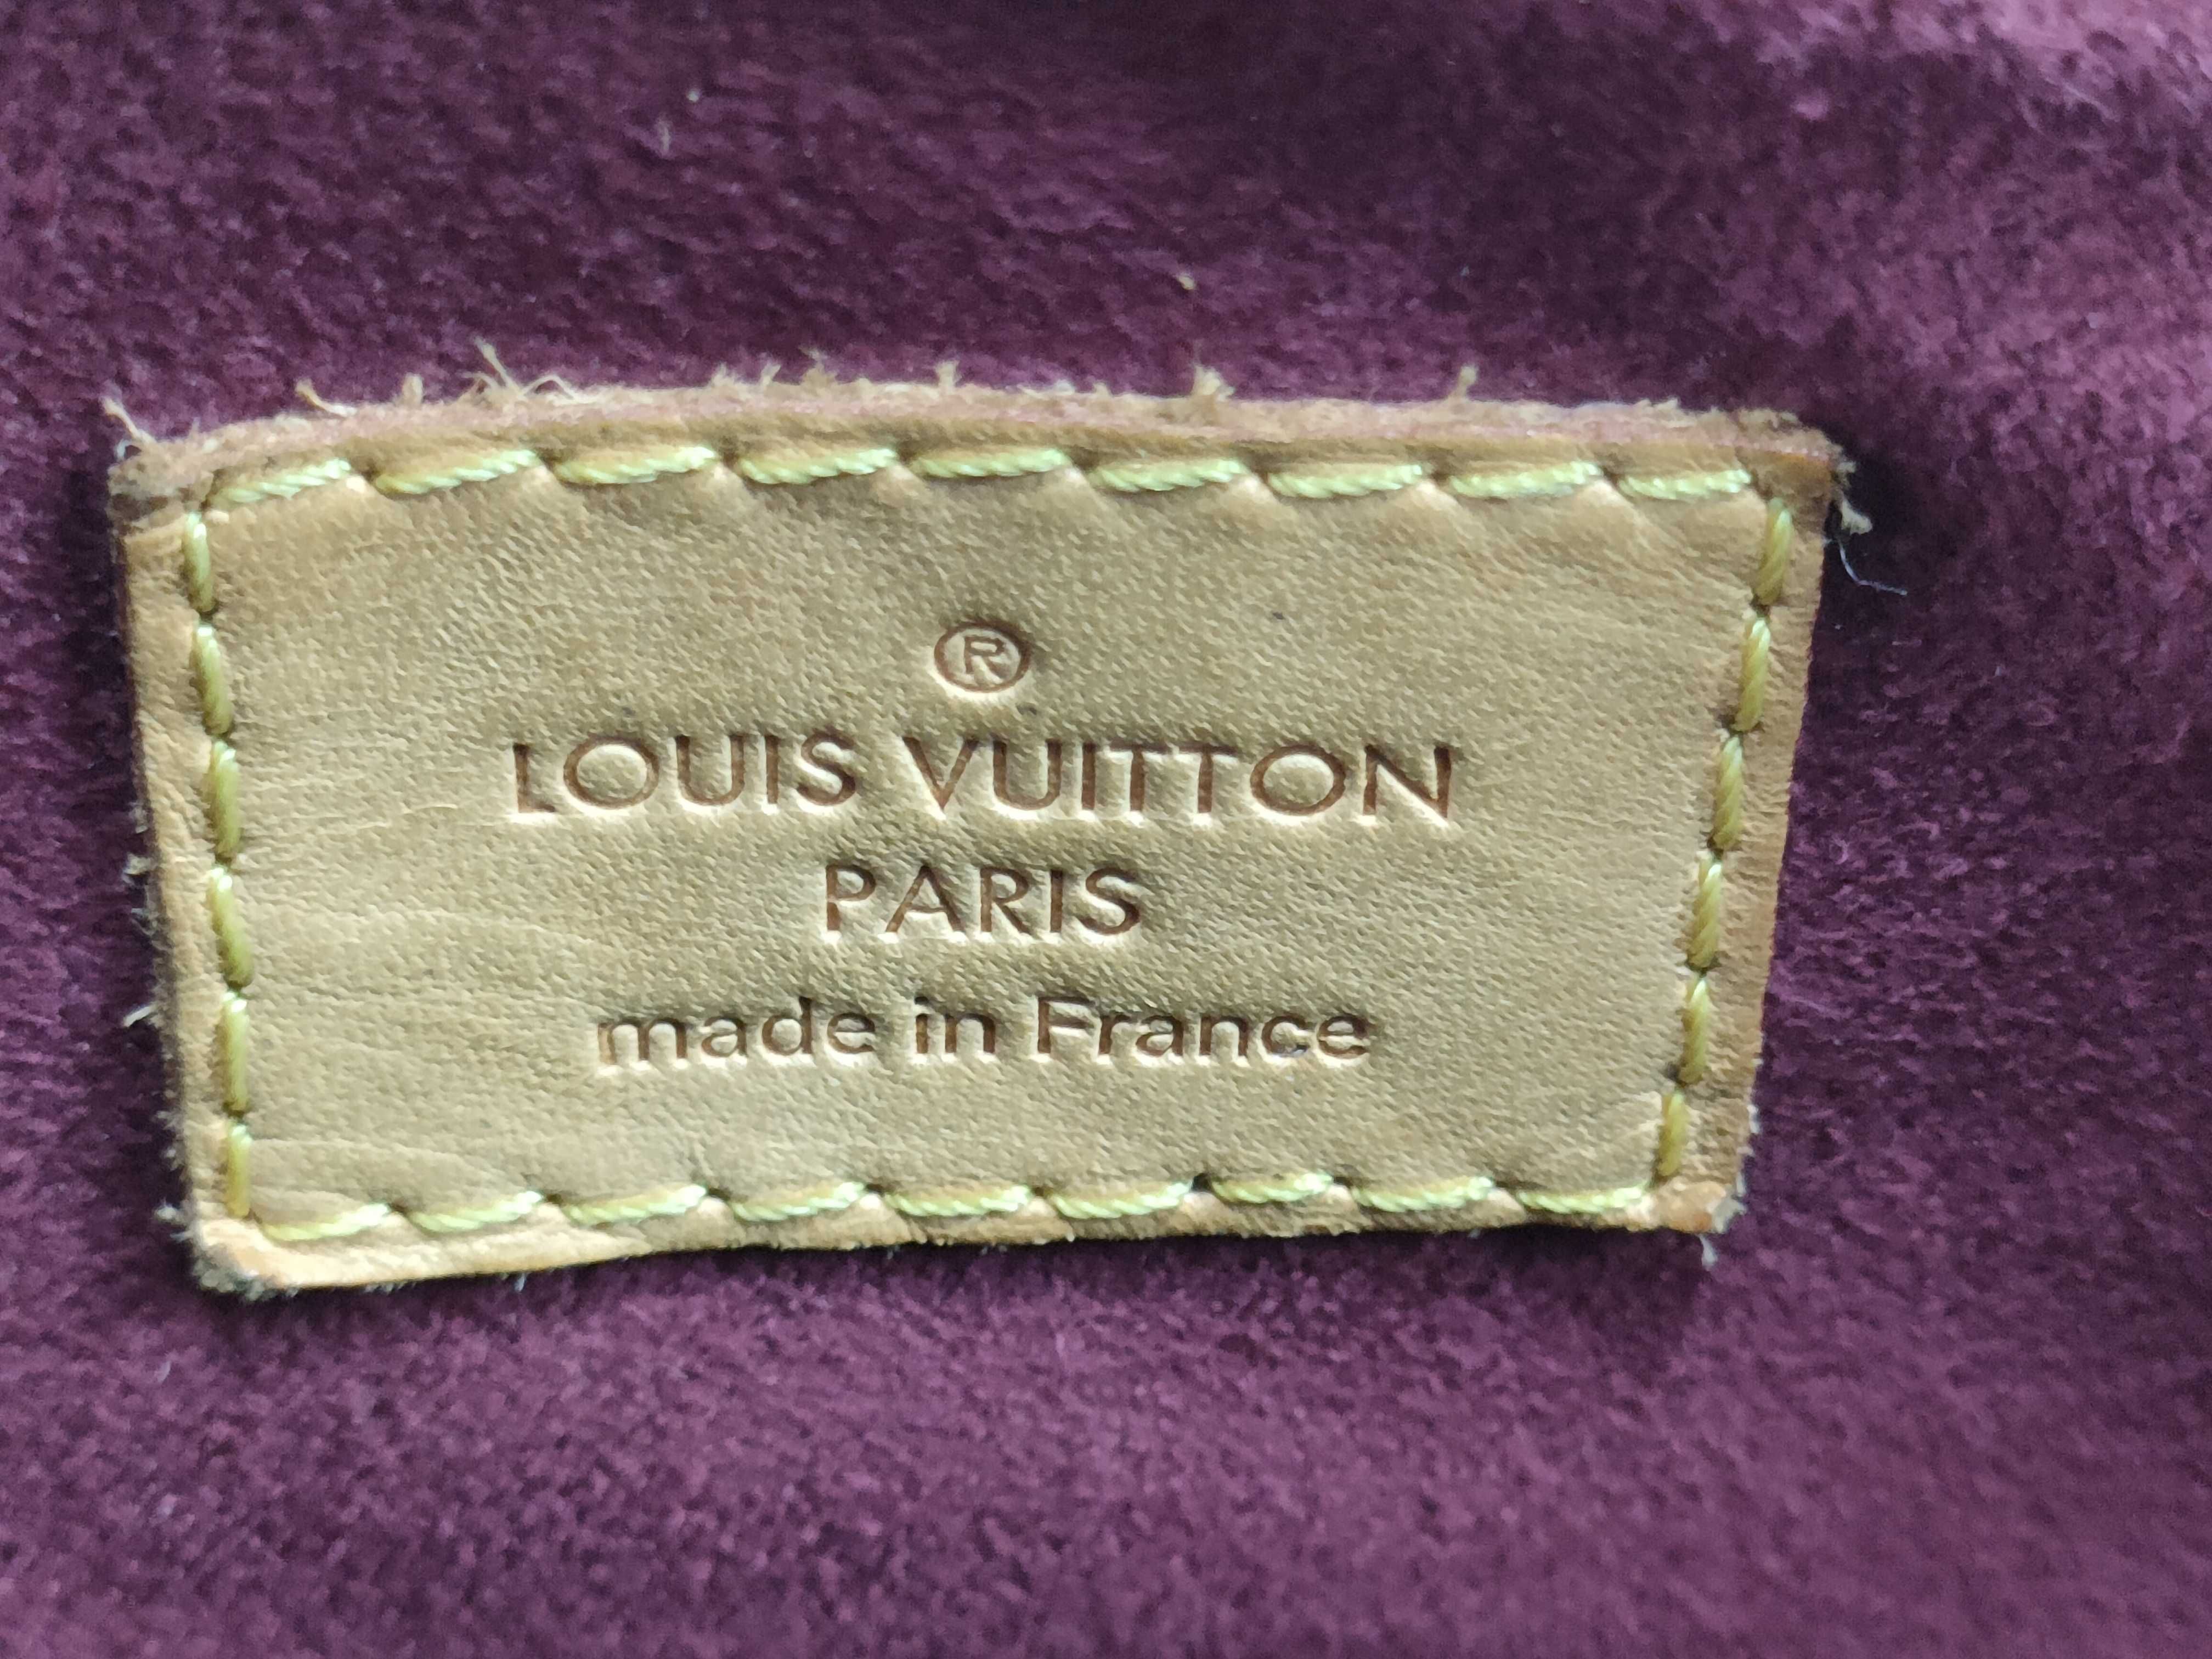 ®
LOUIS VUITTON
PARIS
made in France